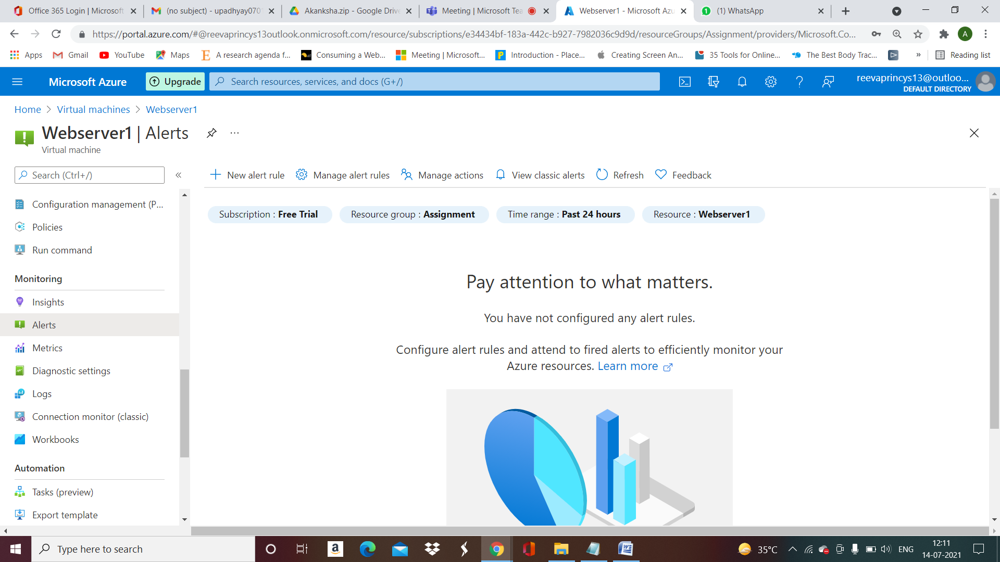 Office 365 Login | Microsoft
(no subject) - upadhyay070
Akanksha.zip - Google Drive
Meeting | Microsoft Tea
Webserver1 - Microsoft Azu
(1) WhatsApp
https://portal.azure.com/#@reevaprincys13outlook.onmicrosoft.com/resource/subscriptions/e34434bf-183a-442c-b927-7982036c9d9d/resourceGroups/Assignment/providers/Microsoft.Co...
A
Apps
Gmail
YouTube
Maps
A research agenda f...
Consuming a Web...
Meeting | Microsoft...
Introduction - Place...
Creating Screen An...
35 Tools for Online...
The Best Body Trac...
»
Reading list
Microsoft Azure
Upgrade
Search resources, services, and docs (G+/)
reevaprincys13@outloo...
DEFAULT DIRECTORY
Home > Virtual machines > Webserver1
Webserver1 | Alerts
...
Virtual machine
Search (Ctrl+/)
«
New alert rule
Manage alert rules
Manage actions
View classic alerts
Refresh
Feedback
Configuration management (P...
Policies
Run command
Monitoring
Insights
Alerts
Metrics
Diagnostic settings
Logs
Connection monitor (classic)
Workbooks
Automation
Tasks (preview)
Export template
Subscription : Free Trial
Resource group : Assignment
Time range : Past 24 hours
Resource : Webserver1
Pay attention to what matters.
You have not configured any alert rules.
Configure alert rules and attend to fired alerts to efficiently monitor your
Azure resources. Learn more
Type here to search
35°C
ENG
12:11
14-07-2021